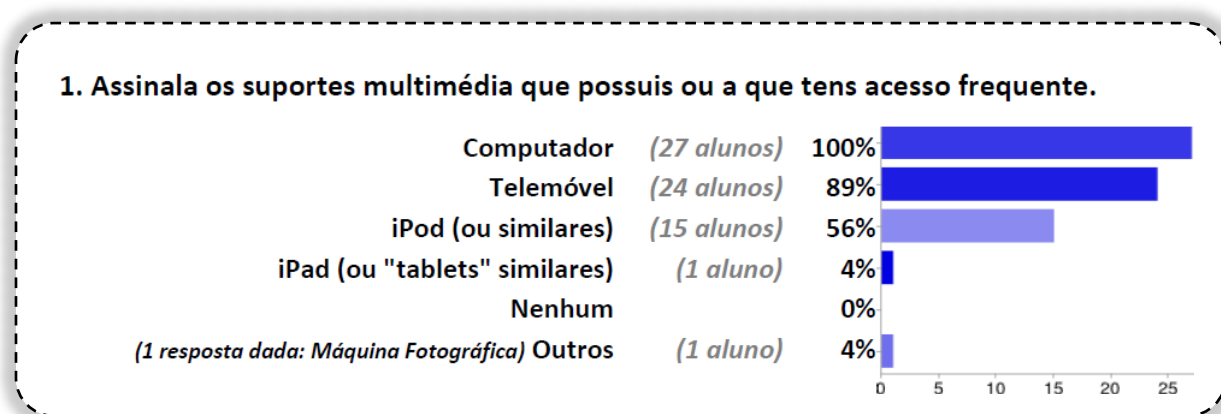 1. Assinala os suportes multimédia que possuis ou a que tens acesso frequente.
Computador (27 alunos) 100%
Telemóvel (24 alunos) 89%
iPod (ou similares) (15 alunos) 56%
iPad (ou "tablets" similares) (1 aluno) 4%
Nenhum 0%
(1 resposta dada: Máquina Fotográfica) Outros (1 aluno) 4%
0 5 10 15 20 25